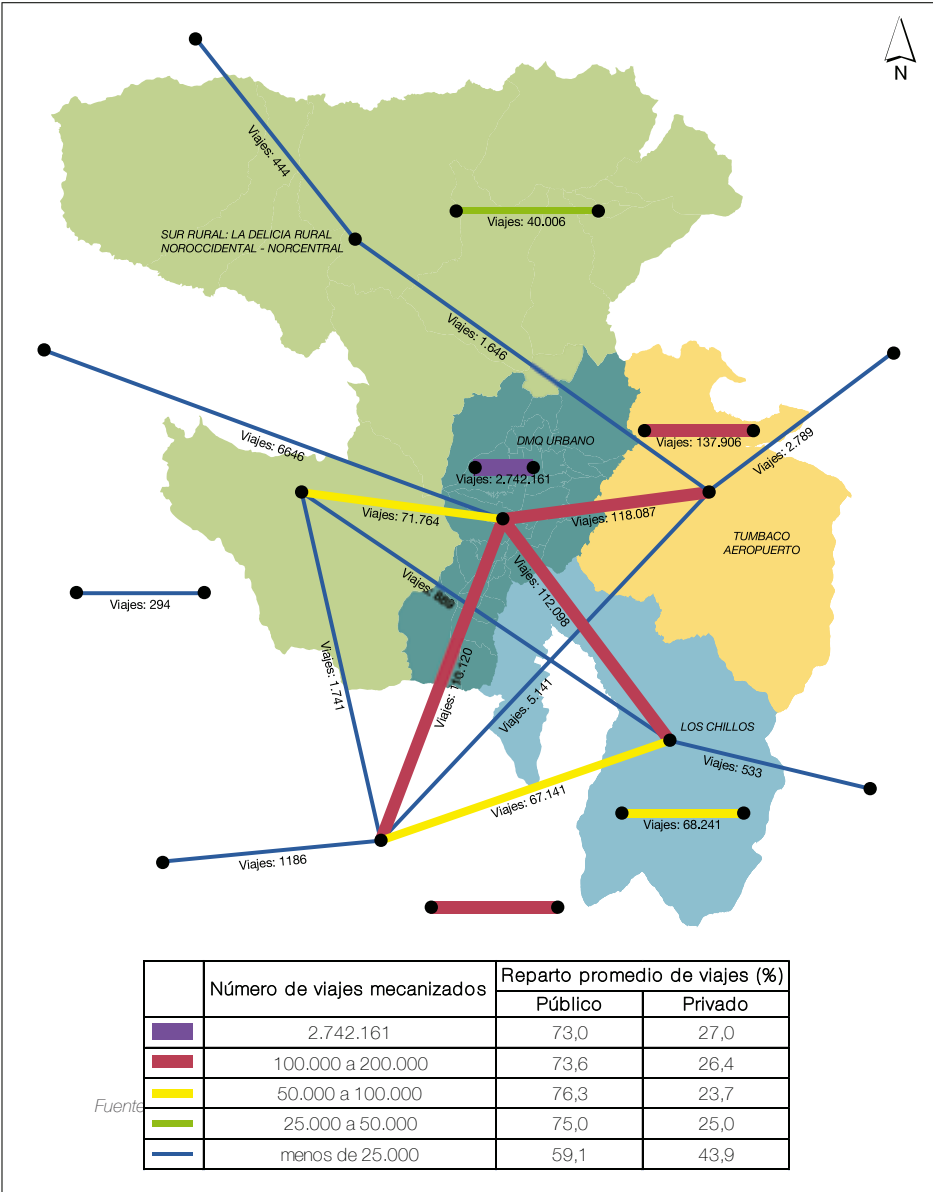 N
Viajes: 444
Viajes: 40.006
SUR RURAL: LA DELICIA RURAL
NOROCCIDENTAL - NORCENTRAL
Viajes: 1.646
Viajes: 137.906
Viajes: 2.789
DMQ URBANO
Viajes: 6646
Viajes: 2.742.161
Viajes: 71.764
Viajes: 118.087
TUMBACO
AEROPUERTO
Viajes: 112.098
Viajes:
Viajes: 294
Viajes: 1.741
Viajes:
Viajes: 5.141
LOS CHILLOS
Viajes: 533
Viajes: 67.141
Viajes: 68.241
Viajes: 1186
Número de viajes mecanizados
Reparto promedio de viajes (%)
Público
Privado
2.742.161
73,0
27,0
100.000 a 200.000
73,6
26,4
50.000 a 100.000
76,3
23,7
Fuente
25.000 a 50.000
75,0
25,0
menos de 25.000
59,1
43,9